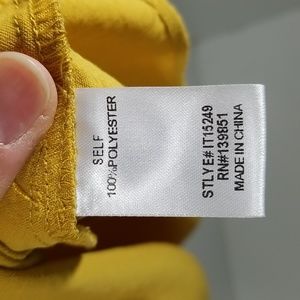 SELF
100%POLYESTER
STLYE#IT15249
RN#139851
MADE IN CHINA